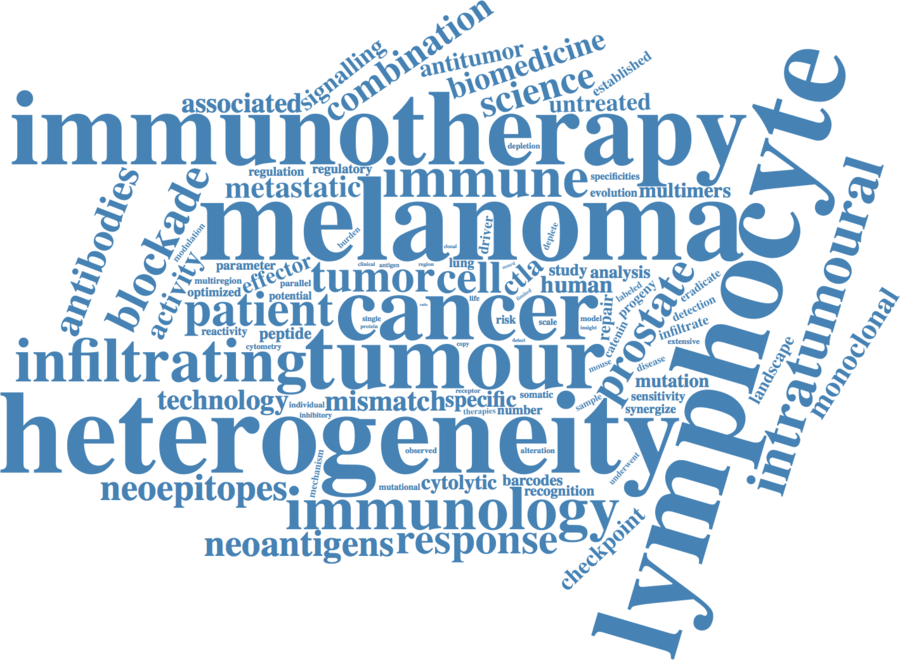 combination
signalling
antitumor
biomedicine
established
science
associated
untreated
immunotherapy
depletion
regulation
regulatory
specificities
metastatic
immune
evolution
multimers
antibodies
blockade
modulation
melanoma
lymphocyte
intratumoural
burden
clonal
driver
deplete
activity
parameter
effector
clinical
antigen
region
lung
ctla
study
analysis
multiregion
parallel
tumor
cell
human
prostate
eradicate
optimized
potential
life
labeled
progeny
patient
cancer
repair
detection
monoclonal
reactivity
peptide
single
protein
risk
scale
model
insight
catenin
infiltrate
extensive
cytometry
copy
detect
infiltrating
tumour
mouse
disease
landscape
mutation
technology
individual
inhibitory
mismatch
receptor
specific
therapies
somatic
number
sample
sensitivity
synergize
heterogeneity
observed
alteration
underwent
mechanism
neoepitopes
mutational
cytolytic
barcodes
recognition
immunology
checkpoint
neoantigens
response